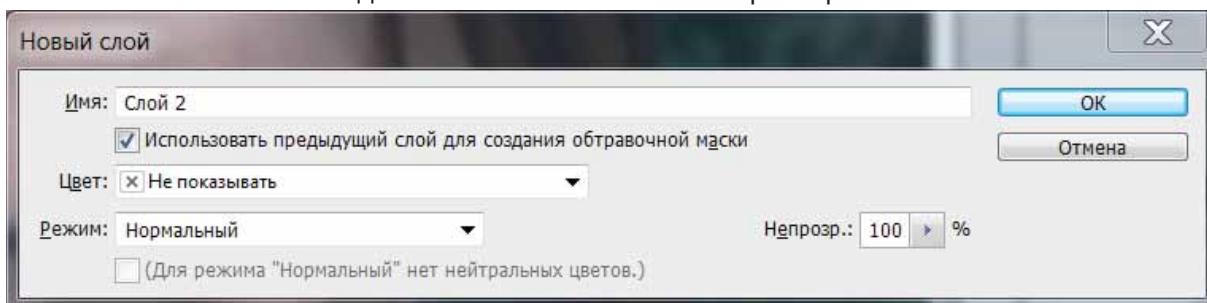 Новый слой
Имя: Слой 2
OK
Использовать предыдущий слой для создания обтравочной маски
Отмена
Цвет: Не показывать
Режим: Нормальный
Непрозр.: 100 %
(Для режима "Нормальный" нет нейтральных цветов.)